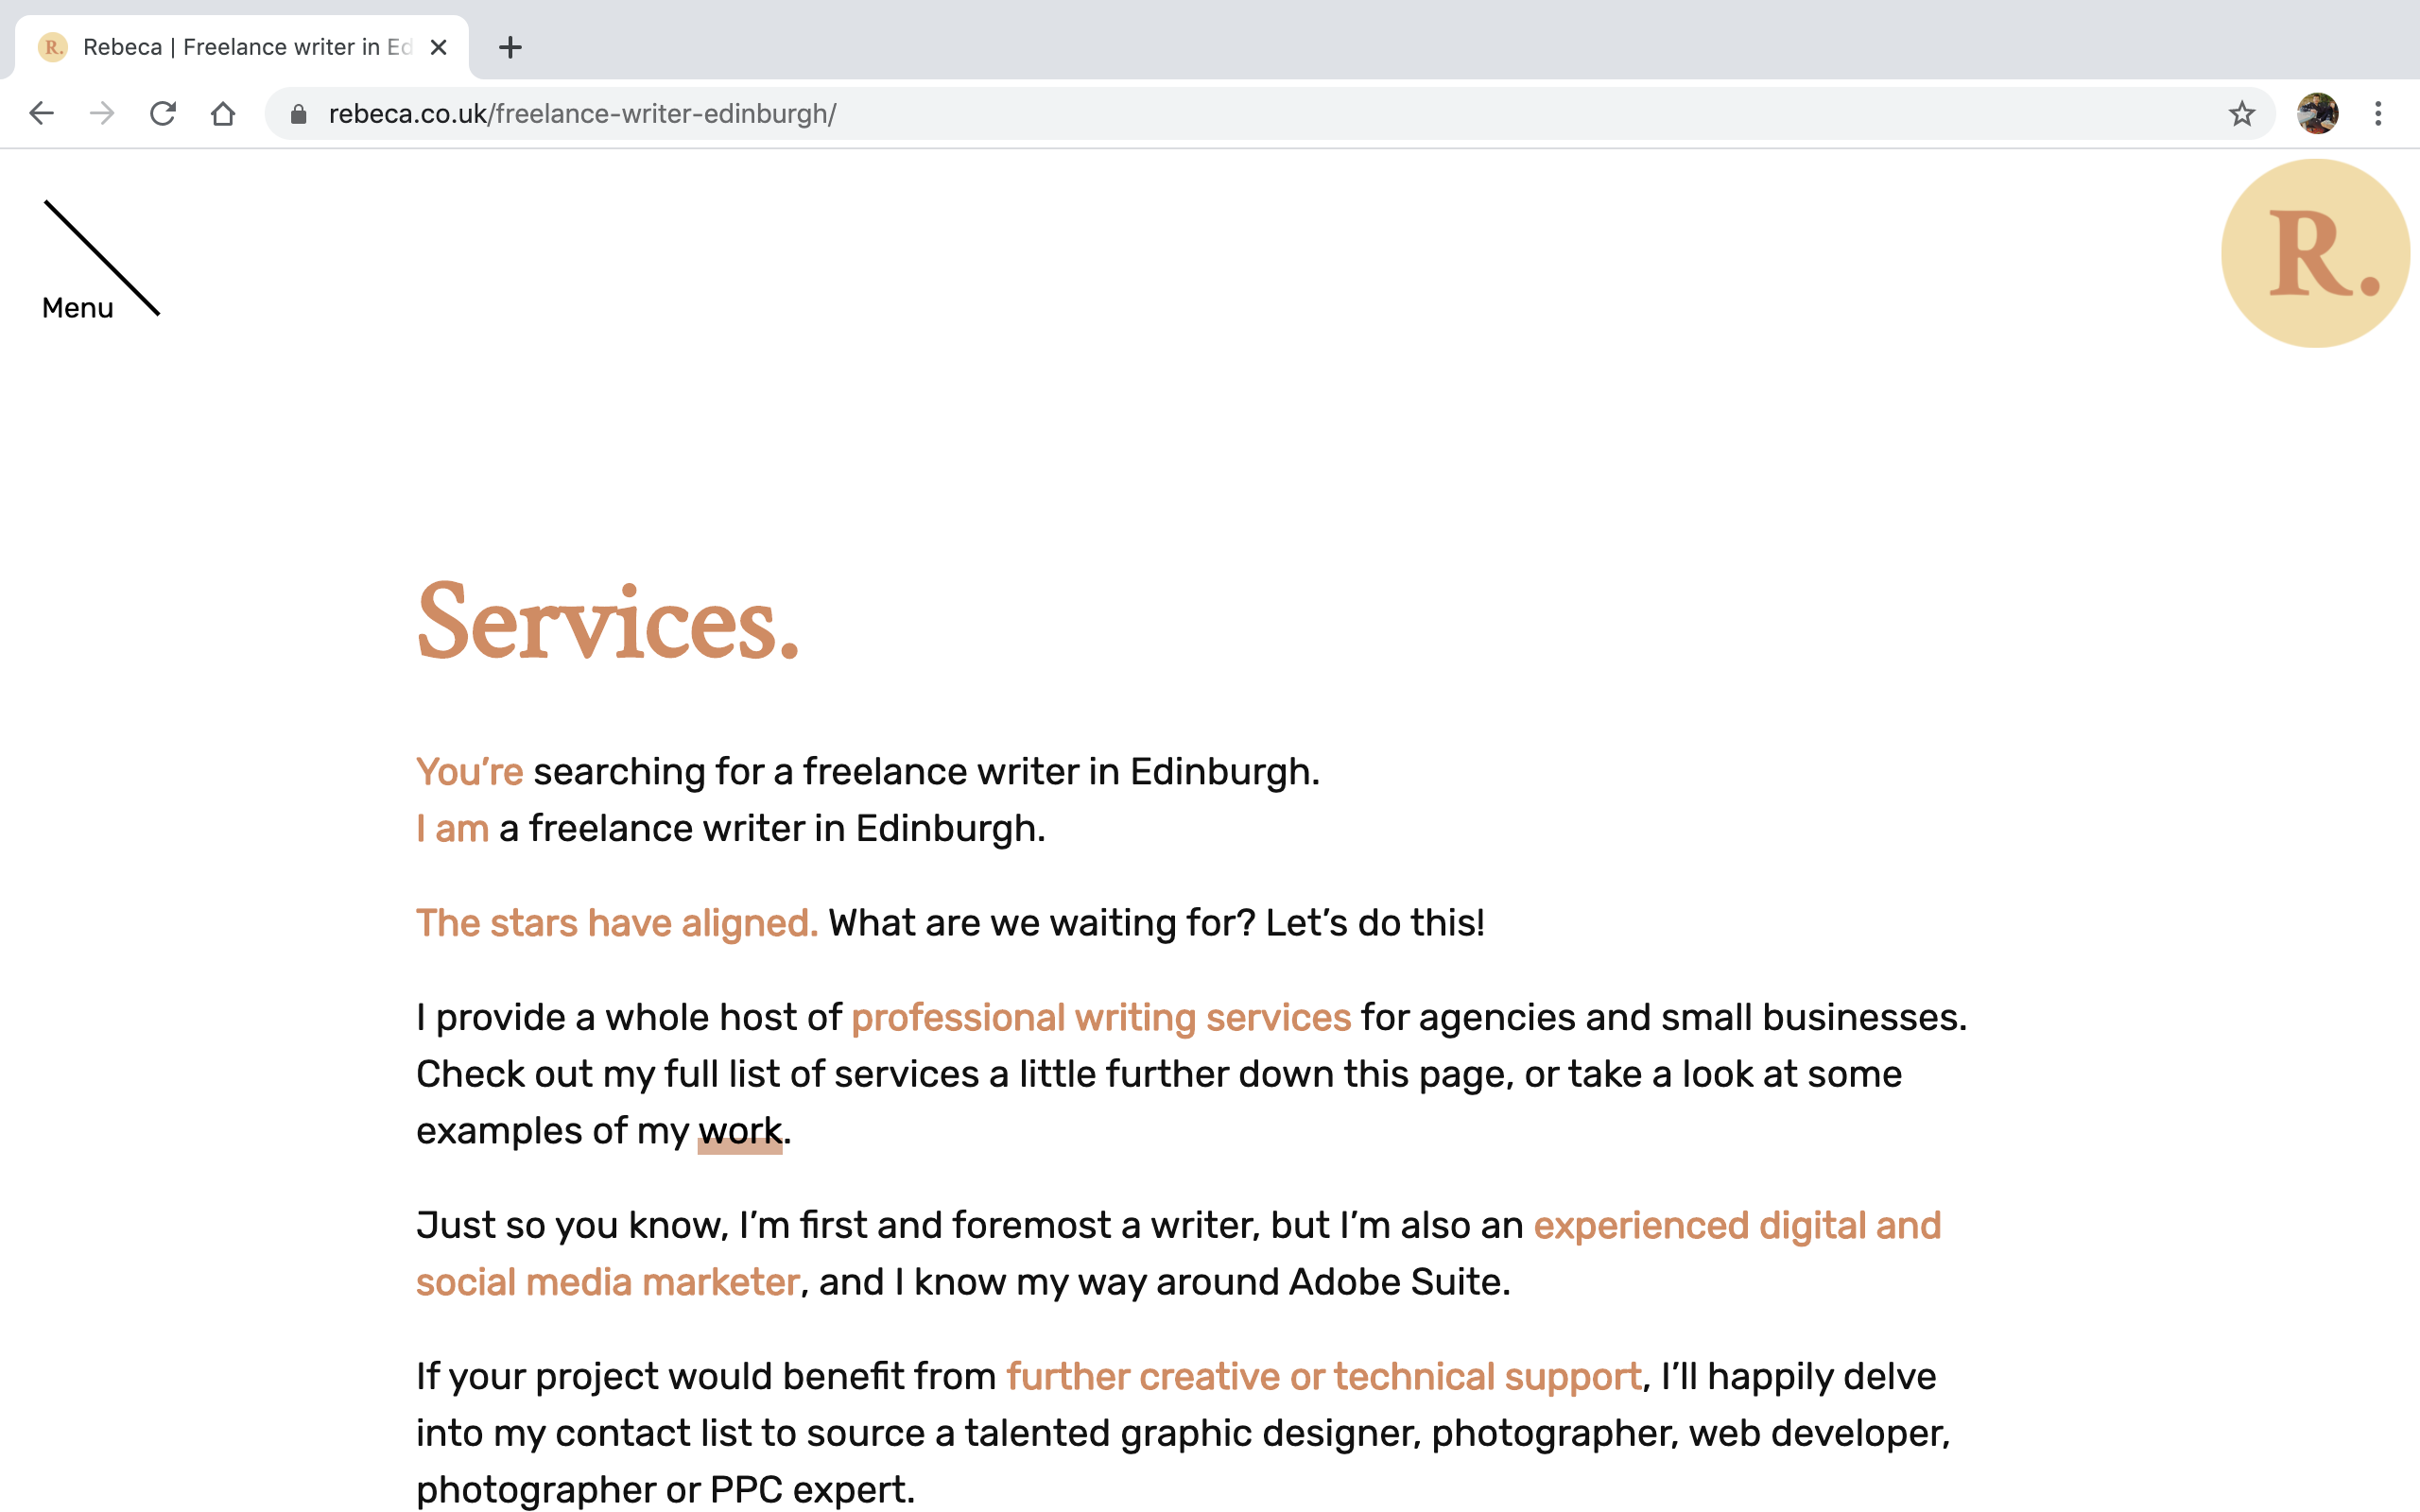 R. Rebeca | Freelance writer in Ed
rebeca.co.uk/freelance-writer-edinburgh/
Menu
R.
Services.
You’re searching for a freelance writer in Edinburgh.
I am a freelance writer in Edinburgh.
The stars have aligned. What are we waiting for? Let’s do this!
I provide a whole host of professional writing services for agencies and small businesses.
Check out my full list of services a little further down this page, or take a look at some
examples of my work.
Just so you know, I’m first and foremost a writer, but I’m also an experienced digital and
social media marketer, and I know my way around Adobe Suite.
If your project would benefit from further creative or technical support, I’ll happily delve
into my contact list to source a talented graphic designer, photographer, web developer,
photographer or PPC expert.